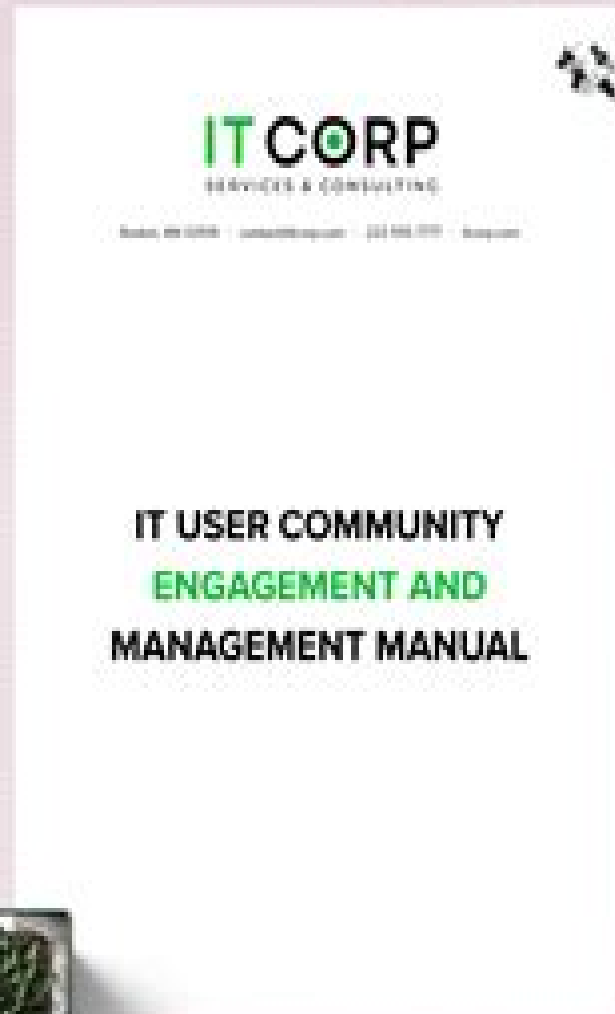 IT CORP
SERVICES & CONSULTING
IT USER COMMUNITY
ENGAGEMENT AND
MANAGEMENT MANUAL